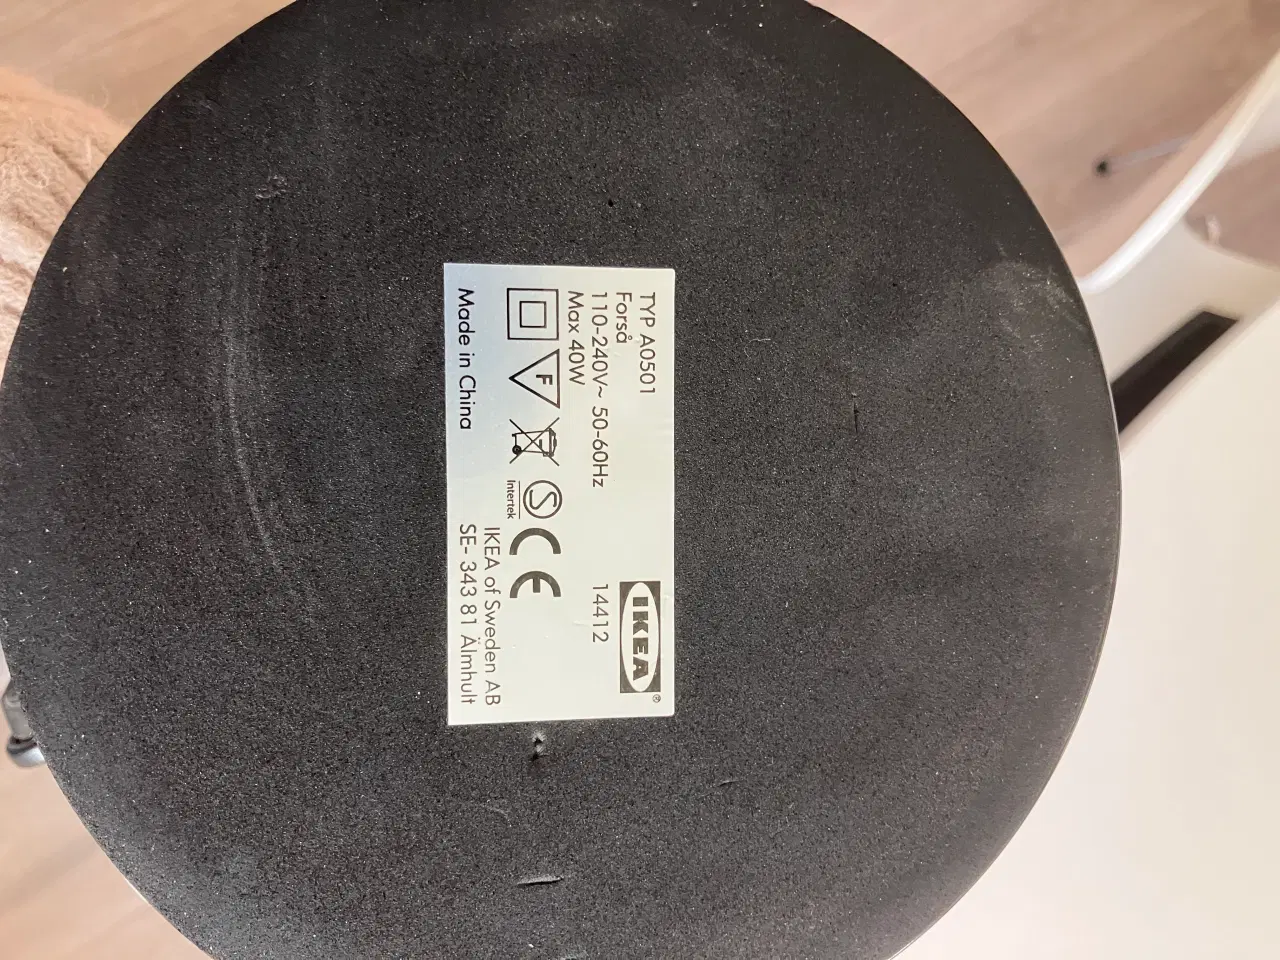 TYP A0501
Forså
110-240V~ 50-60Hz
Max 40W
IKEA®
14412
F
S
Intertek
CE
Made in China
IKEA of Sweden AB
SE- 343 81 Älmhult